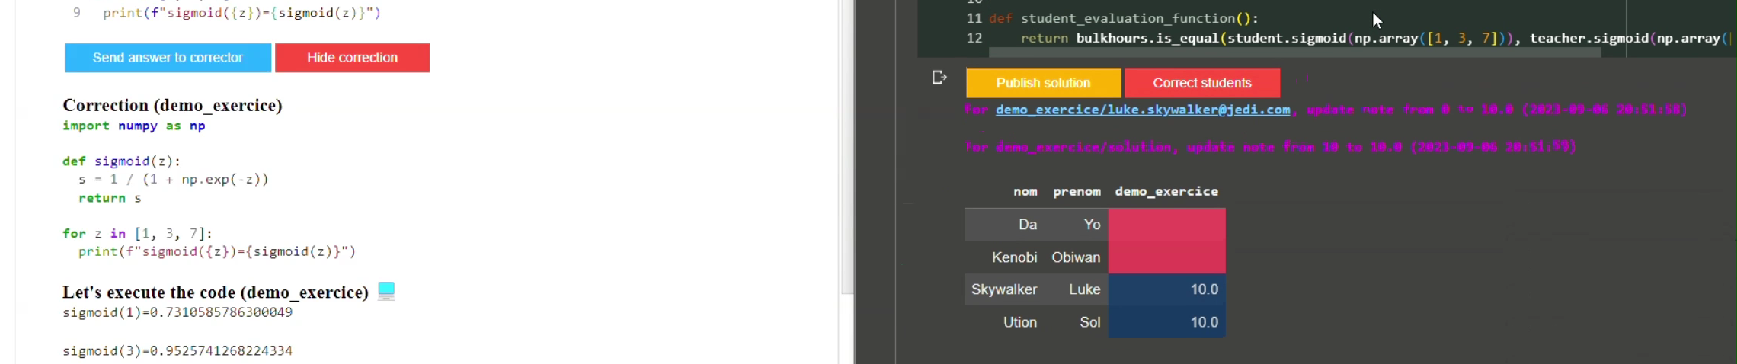 9 print(f"sigmoid({z})={sigmoid(z)}")
Send answer to corrector
Hide correction
Correction (demo_exercice)
import numpy as np
def sigmoid(z):
s = 1 / (1 + np.exp(-z))
return s
for z in [1, 3, 7]:
print(f"sigmoid({z})={sigmoid(z)}")
Let's execute the code (demo_exercice)
sigmoid(1)=0.7310585786300049
sigmoid(3)=0.9525741268224334
11 def student_evaluation_function():
12 return bulkhours.is_equal(student.sigmoid(np.array([1, 3, 7])), teacher.sigmoid(np.array(
Publish solution
Correct students
For demo_exercice/luke.skywalker@jedi.com, update note from 0 to 10.0 (2023-09-06 20:51:58)
For demo_exercice/solution, update note from 10 to 10.0 (2023-09-06 20:51:59)
nom prenom demo_exercice
Da Yo
Kenobi Obiwan
Skywalker Luke 10.0
Ution Sol 10.0